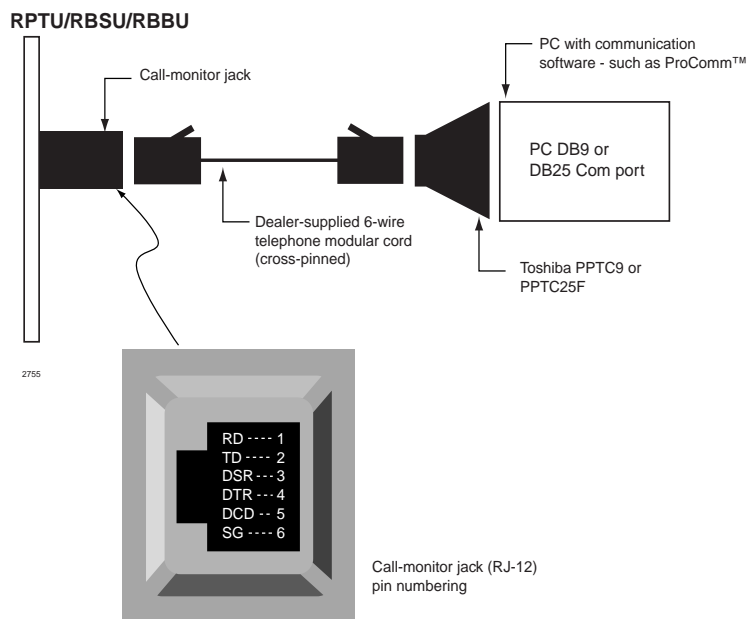 RPTU/RBSU/RBBU
PC with communication
software - such as ProComm™
Call-monitor jack
PC DB9 or
DB25 Com port
Dealer-supplied 6-wire
telephone modular cord
(cross-pinned)
Toshiba PPTC9 or
PPTC25F
2755
RD ---- 1
TD ---- 2
DSR --- 3
DTR --- 4
DCD -- 5
SG ---- 6
Call-monitor jack (RJ-12)
pin numbering